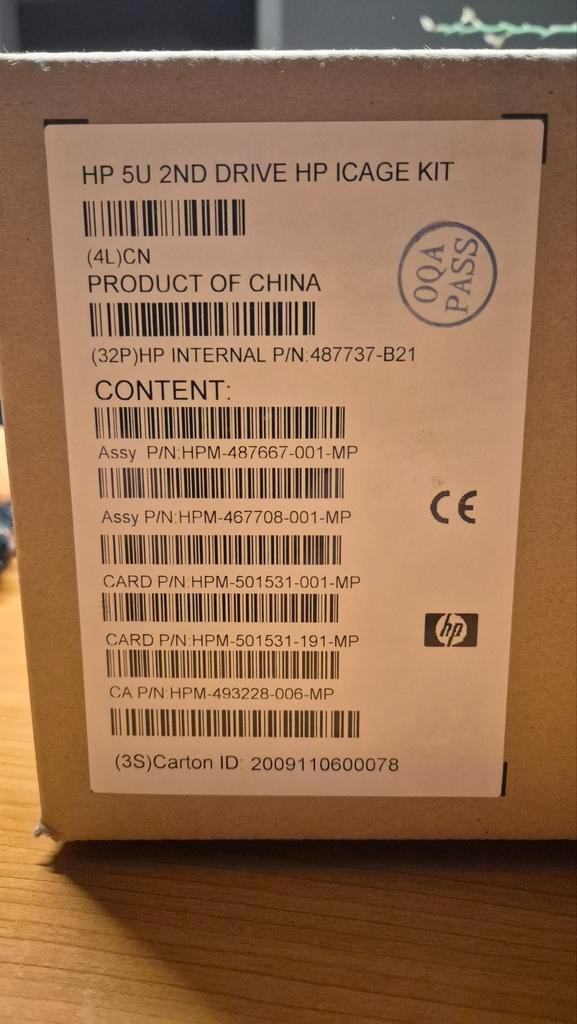 HP 5U 2ND DRIVE HP ICAGE KIT
(4L)CN
PRODUCT OF CHINA
OQA
PASS
(32P)HP INTERNAL P/N:487737-B21
CONTENT:
Assy P/N:HPM-487667-001-MP
Assy P/N:HPM-467708-001-MP
CE
CARD P/N:HPM-501531-001-MP
CARD P/N:HPM-501531-191-MP
hp
CA P/N:HPM-493228-006-MP
(3S)Carton ID: 2009110600078